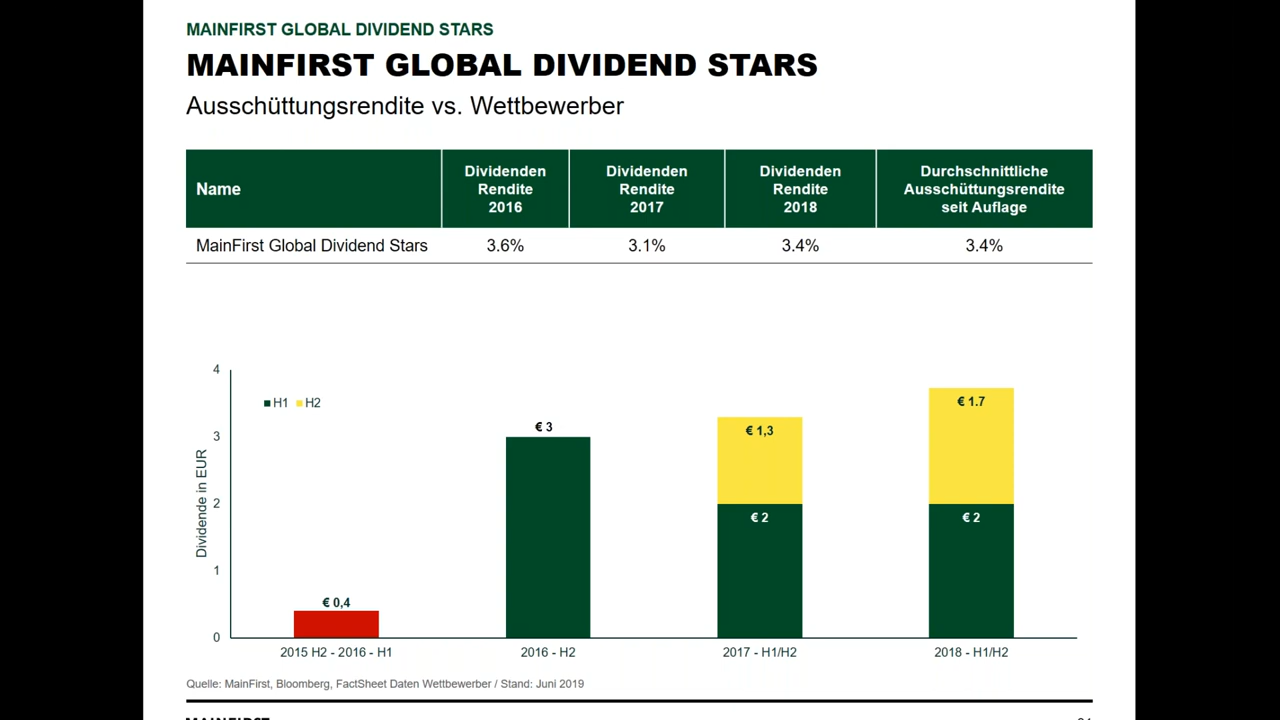 MAINFIRST GLOBAL DIVIDEND STARS
MAINFIRST GLOBAL DIVIDEND STARS
Ausschüttungsrendite vs. Wettbewerber
Name
Dividenden
Rendite
2016
Dividenden
Rendite
2017
Dividenden
Rendite
2018
Durchschnittliche
Ausschüttungsrendite
seit Auflage
MainFirst Global Dividend Stars 3.6% 3.1% 3.4% 3.4%
Dividende in EUR
4
3
2
1
0
H1 H2
€ 0,4
€ 3
€ 1,3
€ 2
€ 1.7
€ 2
2015 H2 - 2016 - H1
2016 - H2
2017 - H1/H2
2018 - H1/H2
Quelle: MainFirst, Bloomberg, FactSheet Daten Wettbewerber / Stand: Juni 2019
MAINFIRST